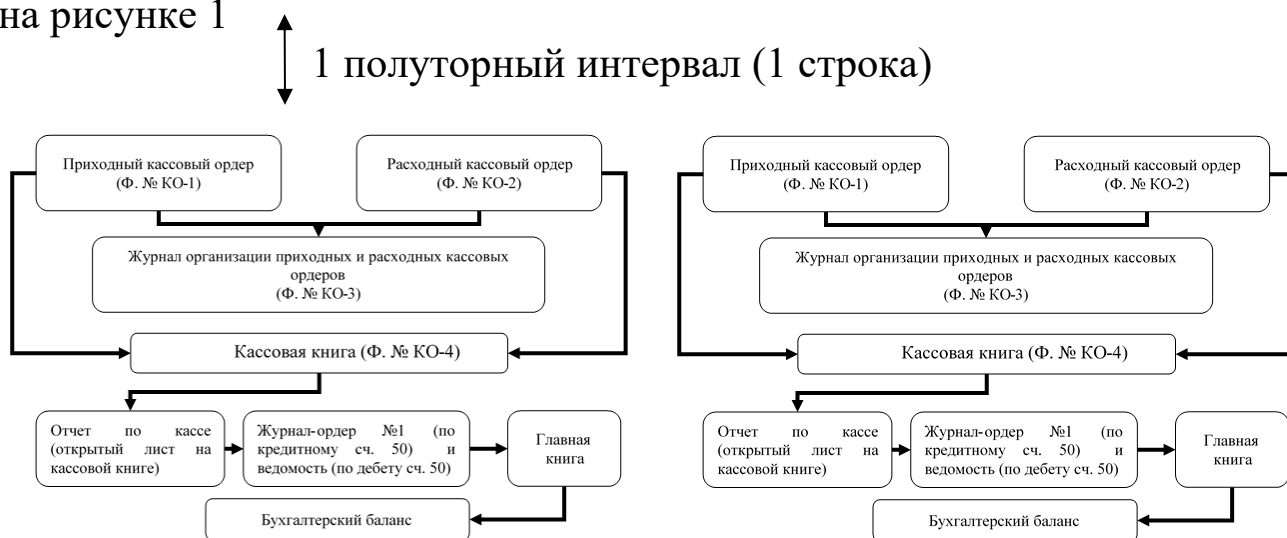 на рисунке 1
1 полуторный интервал (1 строка)
Приходный кассовый ордер
(Ф. № КО-1)
Расходный кассовый ордер
(Ф. № КО-2)
Журнал организации приходных и расходных кассовых
ордеров
(Ф. № КО-3)
Кассовая книга (Ф. № КО-4)
Отчет по кассе
(открытый лист на
кассовой книге)
Журнал-ордер №1 (по
кредитному сч. 50) и
ведомость (по дебету сч. 50)
Главная
книга
Бухгалтерский баланс
Приходный кассовый ордер
(Ф. № КО-1)
Расходный кассовый ордер
(Ф. № КО-2)
Журнал организации приходных и расходных кассовых
ордеров
(Ф. № КО-3)
Кассовая книга (Ф. № КО-4)
Отчет по кассе
(открытый лист на
кассовой книге)
Журнал-ордер №1 (по
кредитному сч. 50) и
ведомость (по дебету сч. 50)
Главная
книга
Бухгалтерский баланс